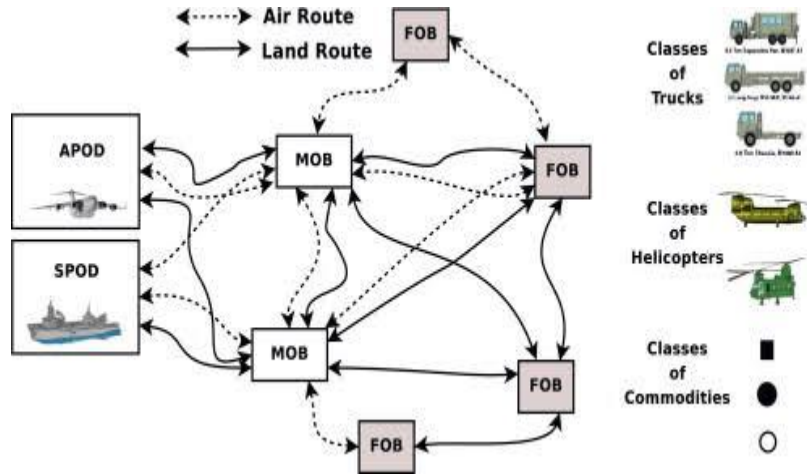 Air Route
Land Route
FOB
APOD
MOB
FOB
SPOD
MOB
FOB
FOB
Classes
of
Trucks
Classes
of
Helicopters
Classes
of
Commodities